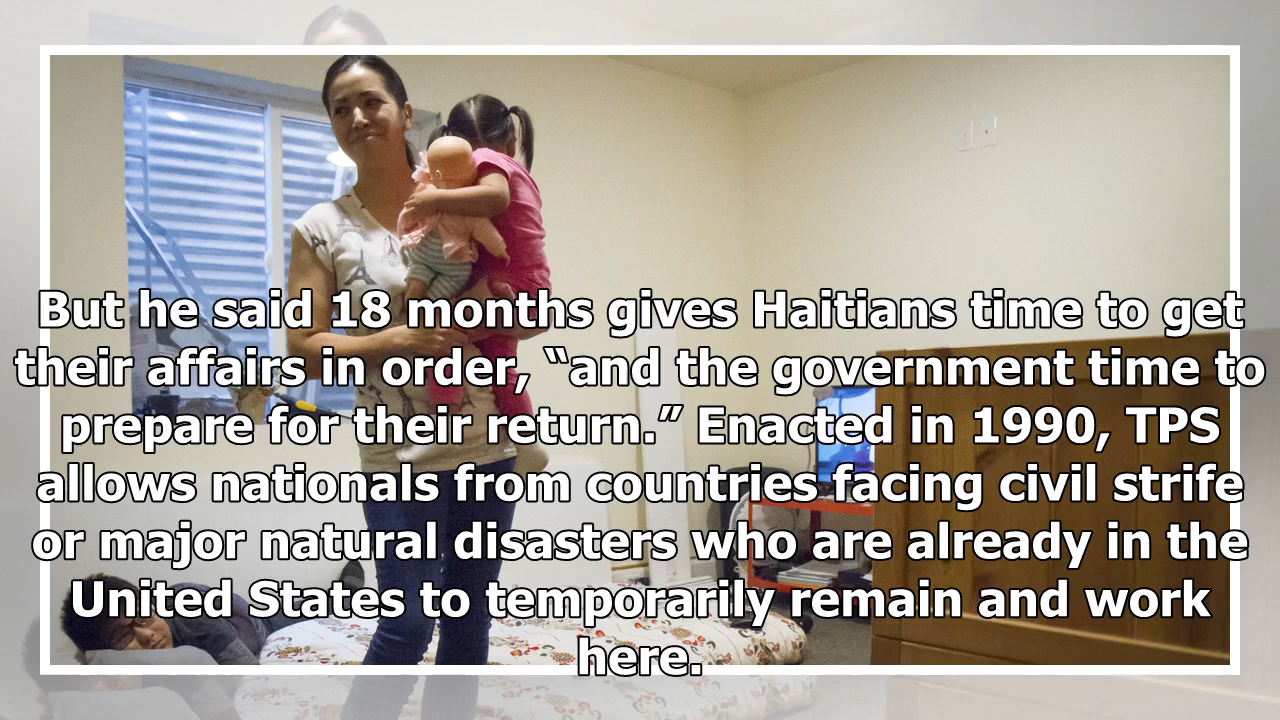 But he said 18 months gives Haitians time to get
their affairs in order, “and the government time to
prepare for their return.” Enacted in 1990, TPS
allows nationals from countries facing civil strife
or major natural disasters who are already in the
United States to temporarily remain and work
here.